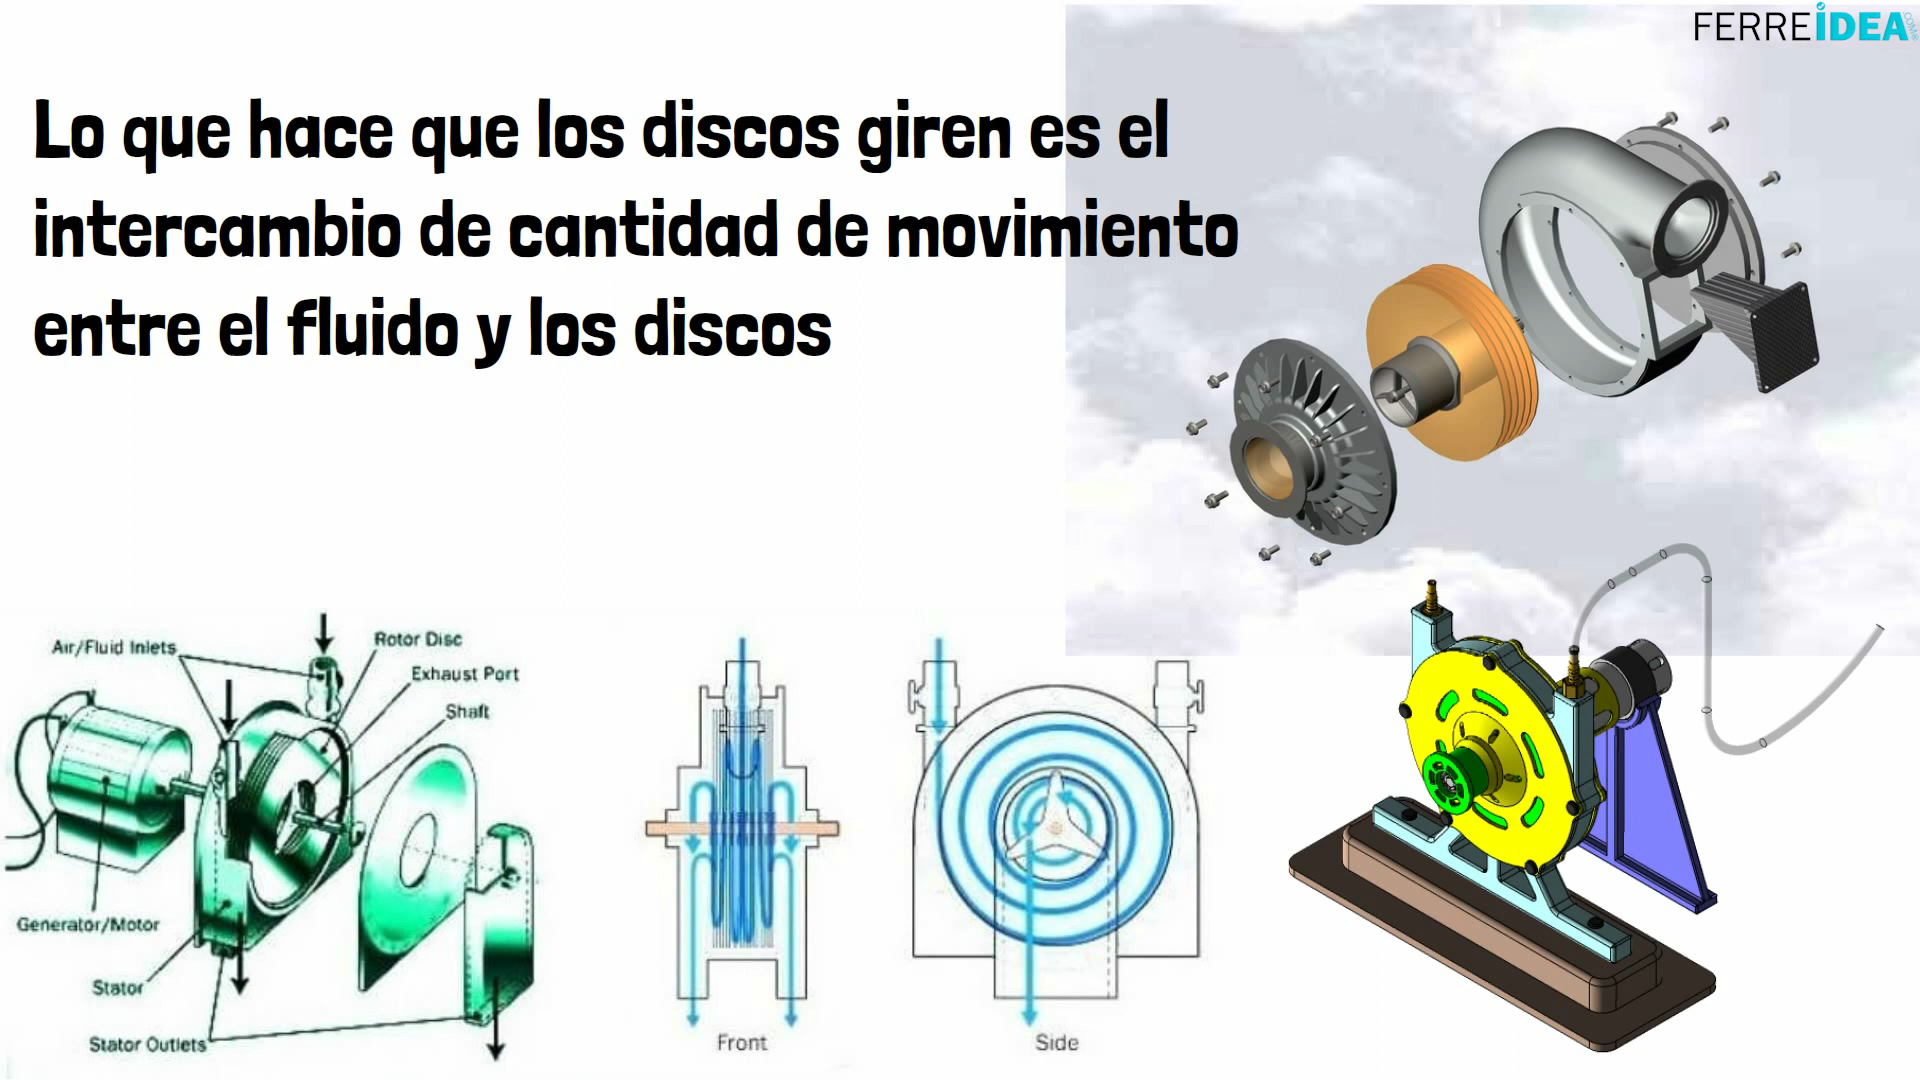 FERREIDEA
Lo que hace que los discos giren es el
intercambio de cantidad de movimiento
entre el fluido y los discos
Air/Fluid Inlets
Rotor Disc
Exhaust Port
Shaft
Generator/Motor
Stator
Stator Outlets
Front
Side